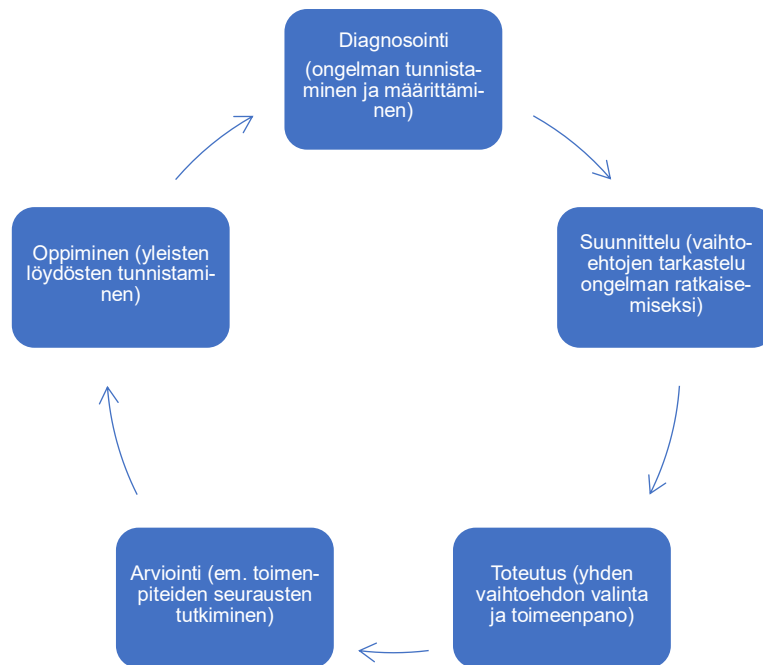 Diagnosointi
(ongelman tunnista-
minen ja määrittämi-
nen)
Suunnittelu (vaihto-
ehtojen tarkastelu
ongelman ratkaise-
miseksi)
Toteutus (yhden
vaihtoehdon valinta
ja toimeenpano)
Arviointi (em. toimen-
piteiden seurausten
tutkiminen)
Oppiminen (yleisten
löydösten tunnistami-
nen)